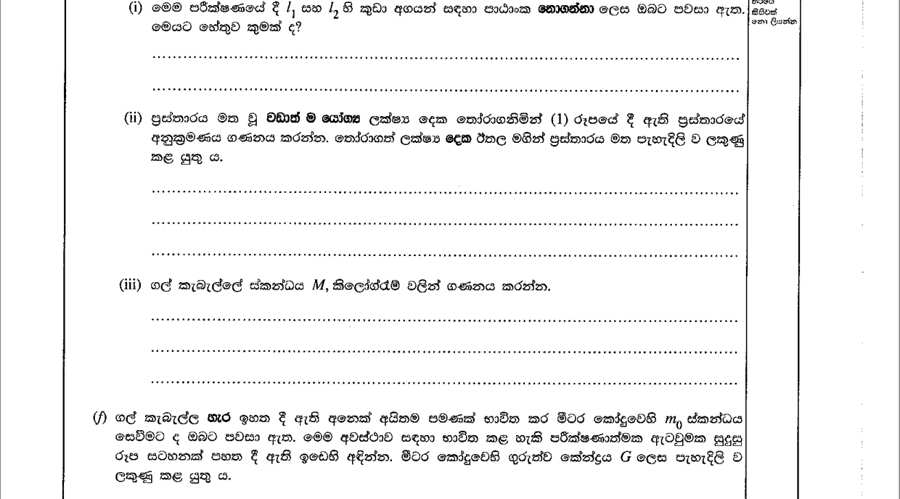 (i) මෙම පරීක්ෂණයේ දී l₁ සහ l₂ හි කුඩා අගයන් සඳහා පාඨාංක නොගන්නා ලෙස ඔබට පවසා ඇත.
මෙයට හේතුව කුමක් ද?
සිසිවක්
නො ලියන්න
(ii) ප්‍රස්තාරය මත වූ වඩාත් ම යෝග්‍ය ලක්ෂ්‍ය දෙක තෝරාගනිමින් (1) රූපයේ දී ඇති ප්‍රස්තාරයේ
අනුක්‍රමණය ගණනය කරන්න. තෝරාගත් ලක්ෂ්‍ය දෙක ඊතල මගින් ප්‍රස්තාරය මත පැහැදිලි ව ලකුණු
කළ යුතු ය.
(iii) ගල් කැබැල්ලේ ස්කන්ධය M, කිලෝග්රෑම් වලින් ගණනය කරන්න.
(f) ගල් කැබැල්ල හැර ඉහත දී ඇති අනෙක් අයිතම පමණක් භාවිත කර මීටර කෝදුවෙහි m₀ ස්කන්ධය
සෙවීමට ද ඔබට පවසා ඇත. මෙම අවස්ථාව සඳහා භාවිත කළ හැකි පරීක්ෂණාත්මක ඇටවුමක සුදුසු
රූප සටහනක් පහත දී ඇති ඉඩෙහි අඳින්න. මීටර කෝදුවෙහි ගුරුත්ව කේන්ද්‍රය G ලෙස පැහැදිලි ව
ලකුණු කළ යුතු ය.